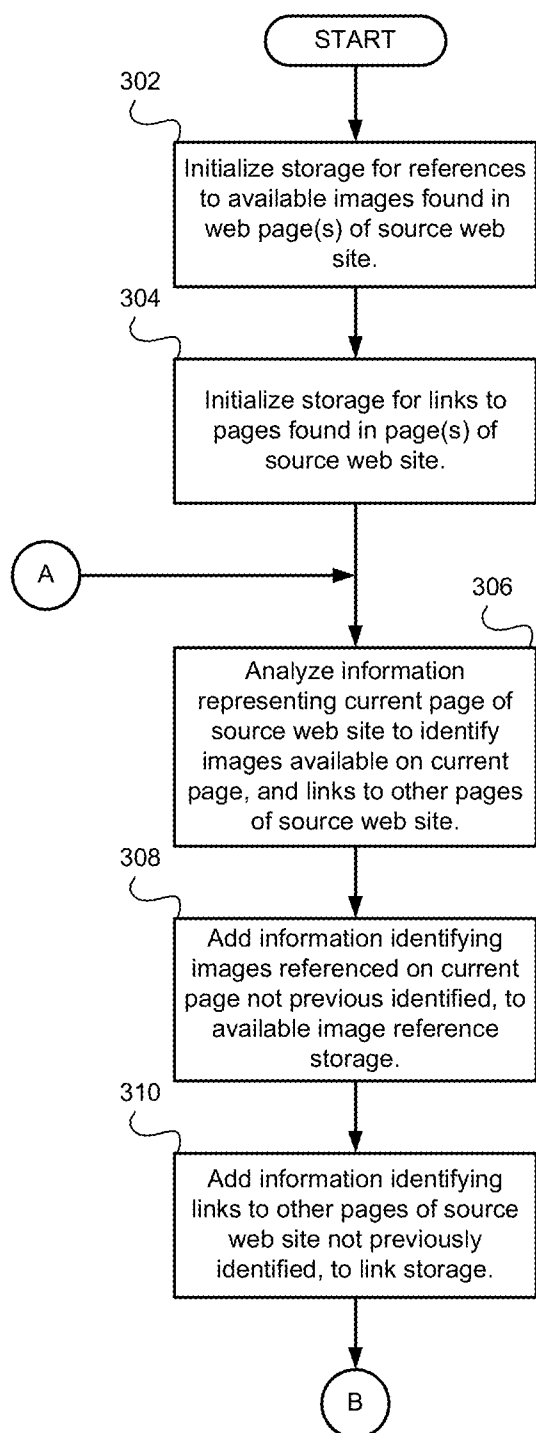 START
302
Initialize storage for references
to available images found in
web page(s) of source web
site.
304
Initialize storage for links to
pages found in page(s) of
source web site.
A
306
Analyze information
representing current page of
source web site to identify
images available on current
page, and links to other pages
of source web site.
308
Add information identifying
images referenced on current
page not previous identified, to
available image reference
storage.
310
Add information identifying
links to other pages of source
web site not previously
identified, to link storage.
B